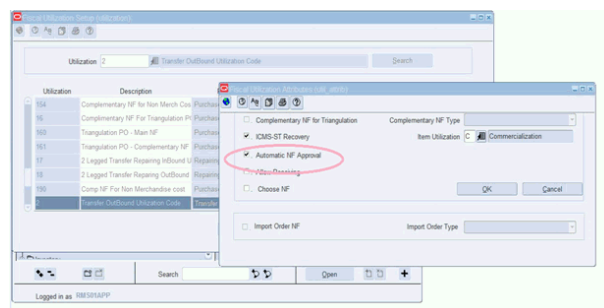 Fiscal Utilization Setup (utilization)
Utilization 2 Transfer OutBound Utilization Code Search
Utilization Description
164 Complementary NF for Non Merch Cos Purchase
16 Complimentary NF For Triangulation P Purchase
160 Triangulation PO - Main NF Purchase
161 Triangulation PO - Complementary NF Purchase
17 2 Legged Transfer Repairing InBound U Repairing
18 2 Legged Transfer Repairing OutBound Repairing
195 Comp NF For Non Merchandise cost Purchase
2 Transfer OutBound Utilization Code Transfer
Search Open
Logged in as RMS01APP
Fiscal Utilization Attributes (util_attrib)
Complementary NF for Triangulation Complementary NF Type
ICMS-ST Recovery Item Utilization C Commercialization
Automatic NF Approval
Allow Receiving
Choose NF OK Cancel
Import Order NF Import Order Type